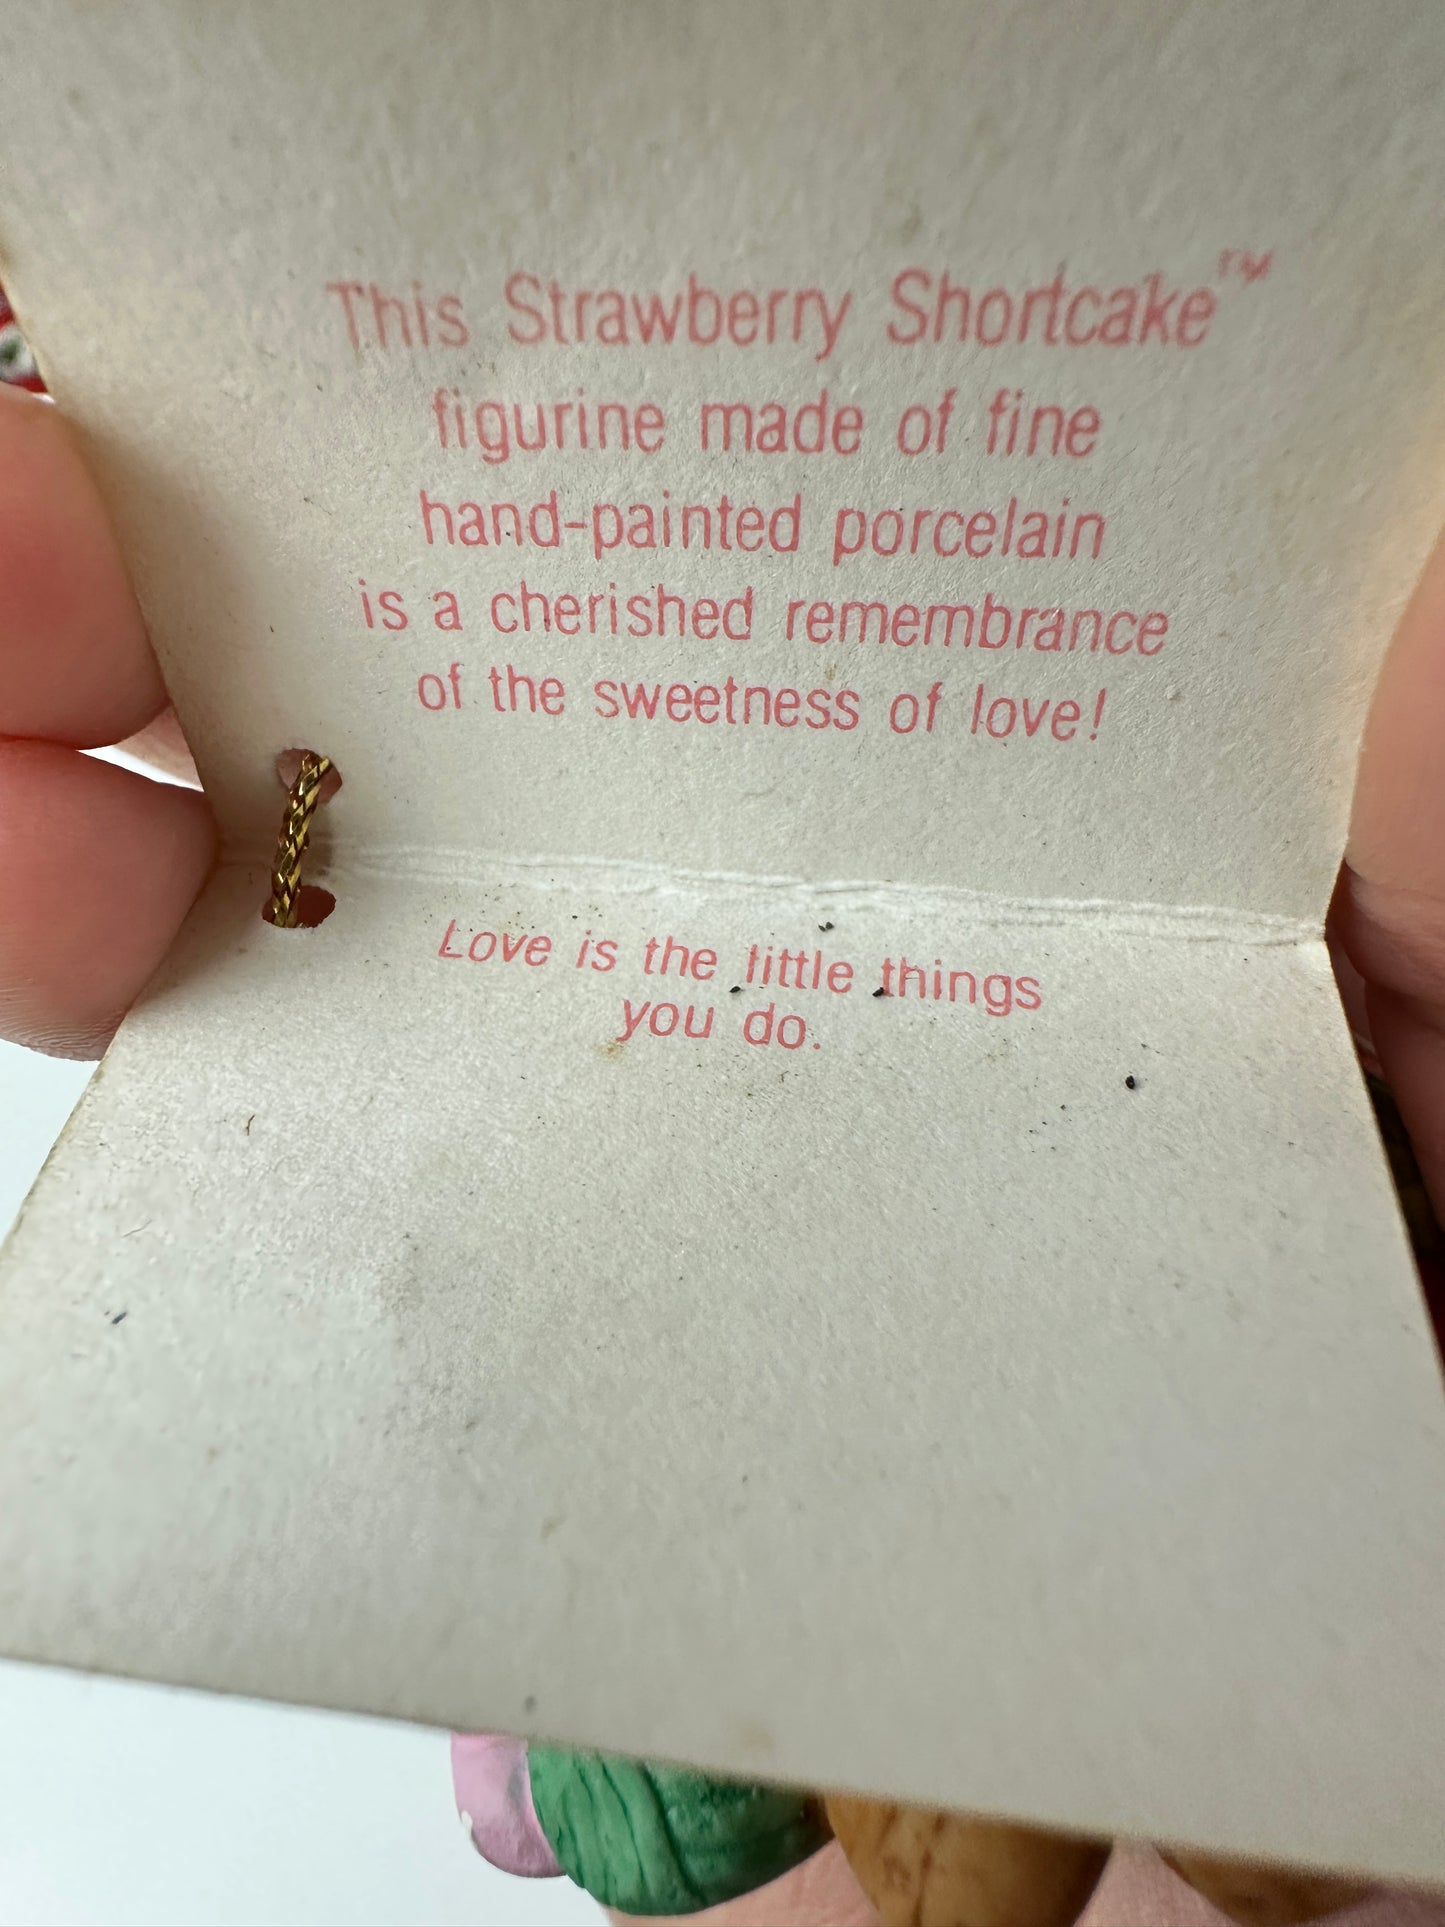 This Strawberry Shortcake™
figurine made of fine
hand-painted porcelain
is a cherished remembrance
of the sweetness of love!
Love is the little things
you do.